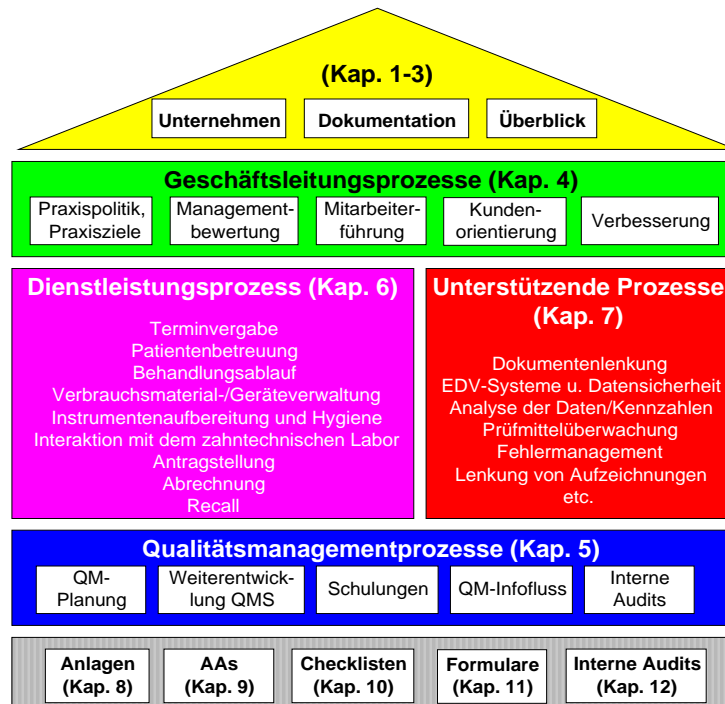 (Kap. 1-3)
Unternehmen
Dokumentation
Überblick
Geschäftsleitungsprozesse (Kap. 4)
Praxispolitik,
Praxisziele
Management-
bewertung
Mitarbeiter-
führung
Kunden-
orientierung
Verbesserung
Dienstleistungsprozess (Kap. 6)
Terminvergabe
Patientenbetreuung
Behandlungsablauf
Verbrauchsmaterial-/Geräteverwaltung
Instrumentenaufbereitung und Hygiene
Interaktion mit dem zahntechnischen Labor
Antragstellung
Abrechnung
Recall
Unterstützende Prozesse
(Kap. 7)
Dokumentenlenkung
EDV-Systeme u. Datensicherheit
Analyse der Daten/Kennzahlen
Prüfmittelüberwachung
Fehlermanagement
Lenkung von Aufzeichnungen
etc.
Qualitätsmanagementprozesse (Kap. 5)
QM-
Planung
Weiterentwick-
lung QMS
Schulungen
QM-Infofluss
Interne
Audits
Anlagen
(Kap. 8)
AAs
(Kap. 9)
Checklisten
(Kap. 10)
Formulare
(Kap. 11)
Interne Audits
(Kap. 12)